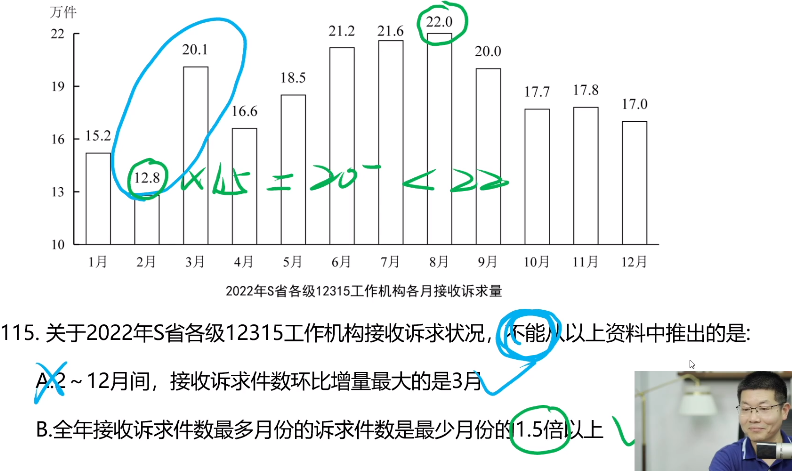 万件
22
19
16
13
10
15.2
12.8
20.1
16.6
18.5
21.2
21.6
22.0
20.0
17.7
17.8
17.0
×1.5 = 20⁻ < 22
1月 2月 3月 4月 5月 6月 7月 8月 9月 10月 11月 12月
2022年S省各级12315工作机构各月接收诉求量
115. 关于2022年S省各级12315工作机构接收诉求状况，不能从以上资料中推出的是:
A.2～12月间，接收诉求件数环比增量最大的是3月
B.全年接收诉求件数最多月份的诉求件数是最少月份的1.5倍以上